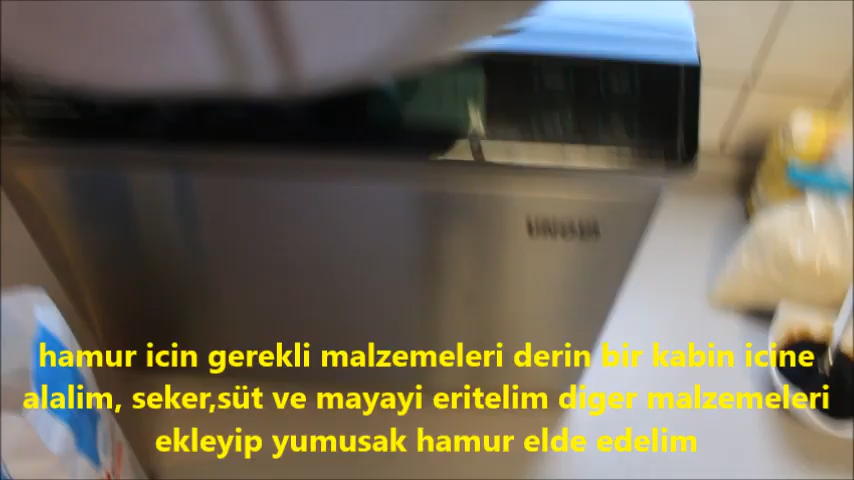 hamur icin gerekli malzemeleri derin bir kabin icine
alalim, seker,süt ve mayayi eritelim diger malzemeleri
ekleyip yumusak hamur elde edelim